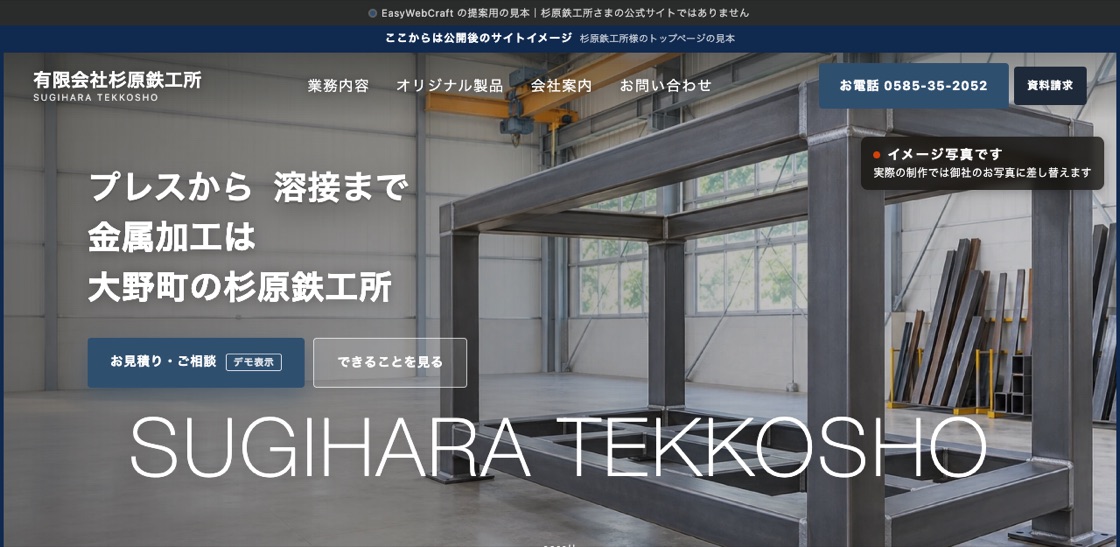 EasyWebCraft の提案用の見本｜杉原鉄工所さまの公式サイトではありません
ここからは公開後のサイトイメージ 杉原鉄工所様のトップページの見本
有限会社杉原鉄工所
SUGIHARA TEKKOSHO
業務内容 オリジナル製品 会社案内 お問い合わせ
お電話 0585-35-2052
資料請求
イメージ写真です
実際の制作では御社のお写真に差し替えます
プレスから 溶接まで
金属加工は
大野町の杉原鉄工所
お見積り・ご相談 デモ表示
できることを見る
SUGIHARA TEKKOSHO